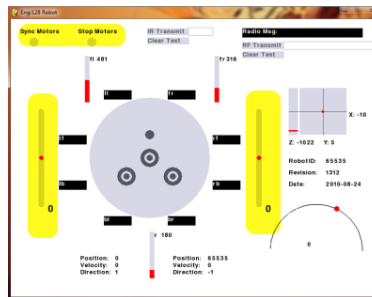 Eng128 Robot
Sync Motors Stop Motors
IR Transmit
Clear Text
Radio Msg:
RF Transmit
Clear Text
fl 481
fr 316
fl
fr
X: -10
Z: -1022 Y: 5
RobotID: 65535
Revision: 1312
Date: 2010-08-24
0
0
0
r 180
Position: 0
Velocity: 0
Direction: 1
Position: 65535
Velocity: 0
Direction: -1